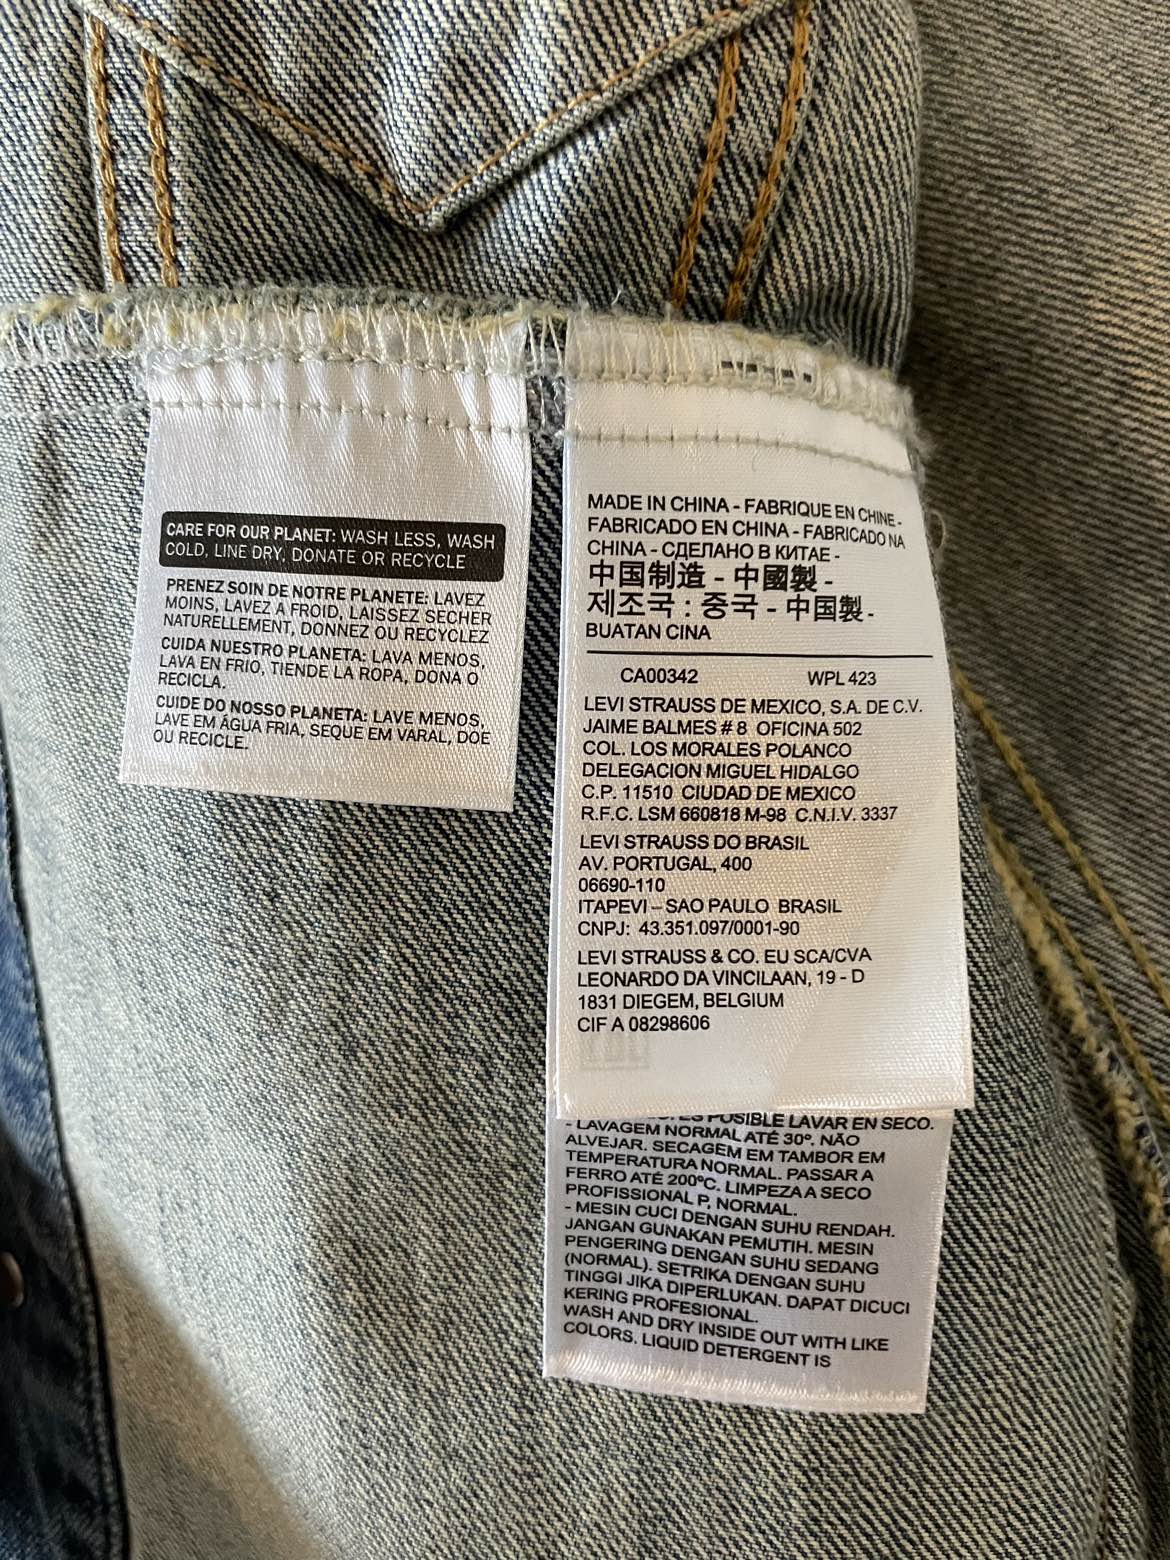 CARE FOR OUR PLANET: WASH LESS, WASH
COLD, LINE DRY, DONATE OR RECYCLE
PRENEZ SOIN DE NOTRE PLANETE: LAVEZ
MOINS, LAVEZ A FROID, LAISSEZ SECHER
NATURELLEMENT, DONNEZ OU RECYCLEZ
CUIDA NUESTRO PLANETA: LAVA MENOS,
LAVA EN FRÍO, TIENDE LA ROPA, DONA O
RECICLA.
CUIDE DO NOSSO PLANETA: LAVE MENOS,
LAVE EM ÁGUA FRIA, SEQUE EM VARAL, DOE
OU RECICLE.
MADE IN CHINA - FABRIQUE EN CHINE -
FABRICADO EN CHINA - FABRICADO NA
CHINA - СДЕЛАНО В КИТАЕ -
中国制造 - 中國製 -
제조국 : 중국 - 中国製 -
BUATAN CINA
CA00342 WPL 423
LEVI STRAUSS DE MEXICO, S.A. DE C.V.
JAIME BALMES # 8 OFICINA 502
COL. LOS MORALES POLANCO
DELEGACION MIGUEL HIDALGO
C.P. 11510 CIUDAD DE MEXICO
R.F.C. LSM 660818 M-98 C.N.I.V. 3337
LEVI STRAUSS DO BRASIL
AV. PORTUGAL, 400
06690-110
ITAPEVI – SAO PAULO BRASIL
CNPJ: 43.351.097/0001-90
LEVI STRAUSS & CO. EU SCA/CVA
LEONARDO DA VINCILAAN, 19 - D
1831 DIEGEM, BELGIUM
CIF A 08298606
ES POSIBLE LAVAR EN SECO.
- LAVAGEM NORMAL ATÉ 30º. NÃO
ALVEJAR. SECAGEM EM TAMBOR EM
TEMPERATURA NORMAL. PASSAR A
FERRO ATÉ 200ºC. LIMPEZA A SECO
PROFISSIONAL P, NORMAL.
- MESIN CUCI DENGAN SUHU RENDAH.
JANGAN GUNAKAN PEMUTIH. MESIN
PENGERING DENGAN SUHU SEDANG
(NORMAL). SETRIKA DENGAN SUHU
TINGGI JIKA DIPERLUKAN. DAPAT DICUCI
KERING PROFESIONAL.
WASH AND DRY INSIDE OUT WITH LIKE
COLORS. LIQUID DETERGENT IS